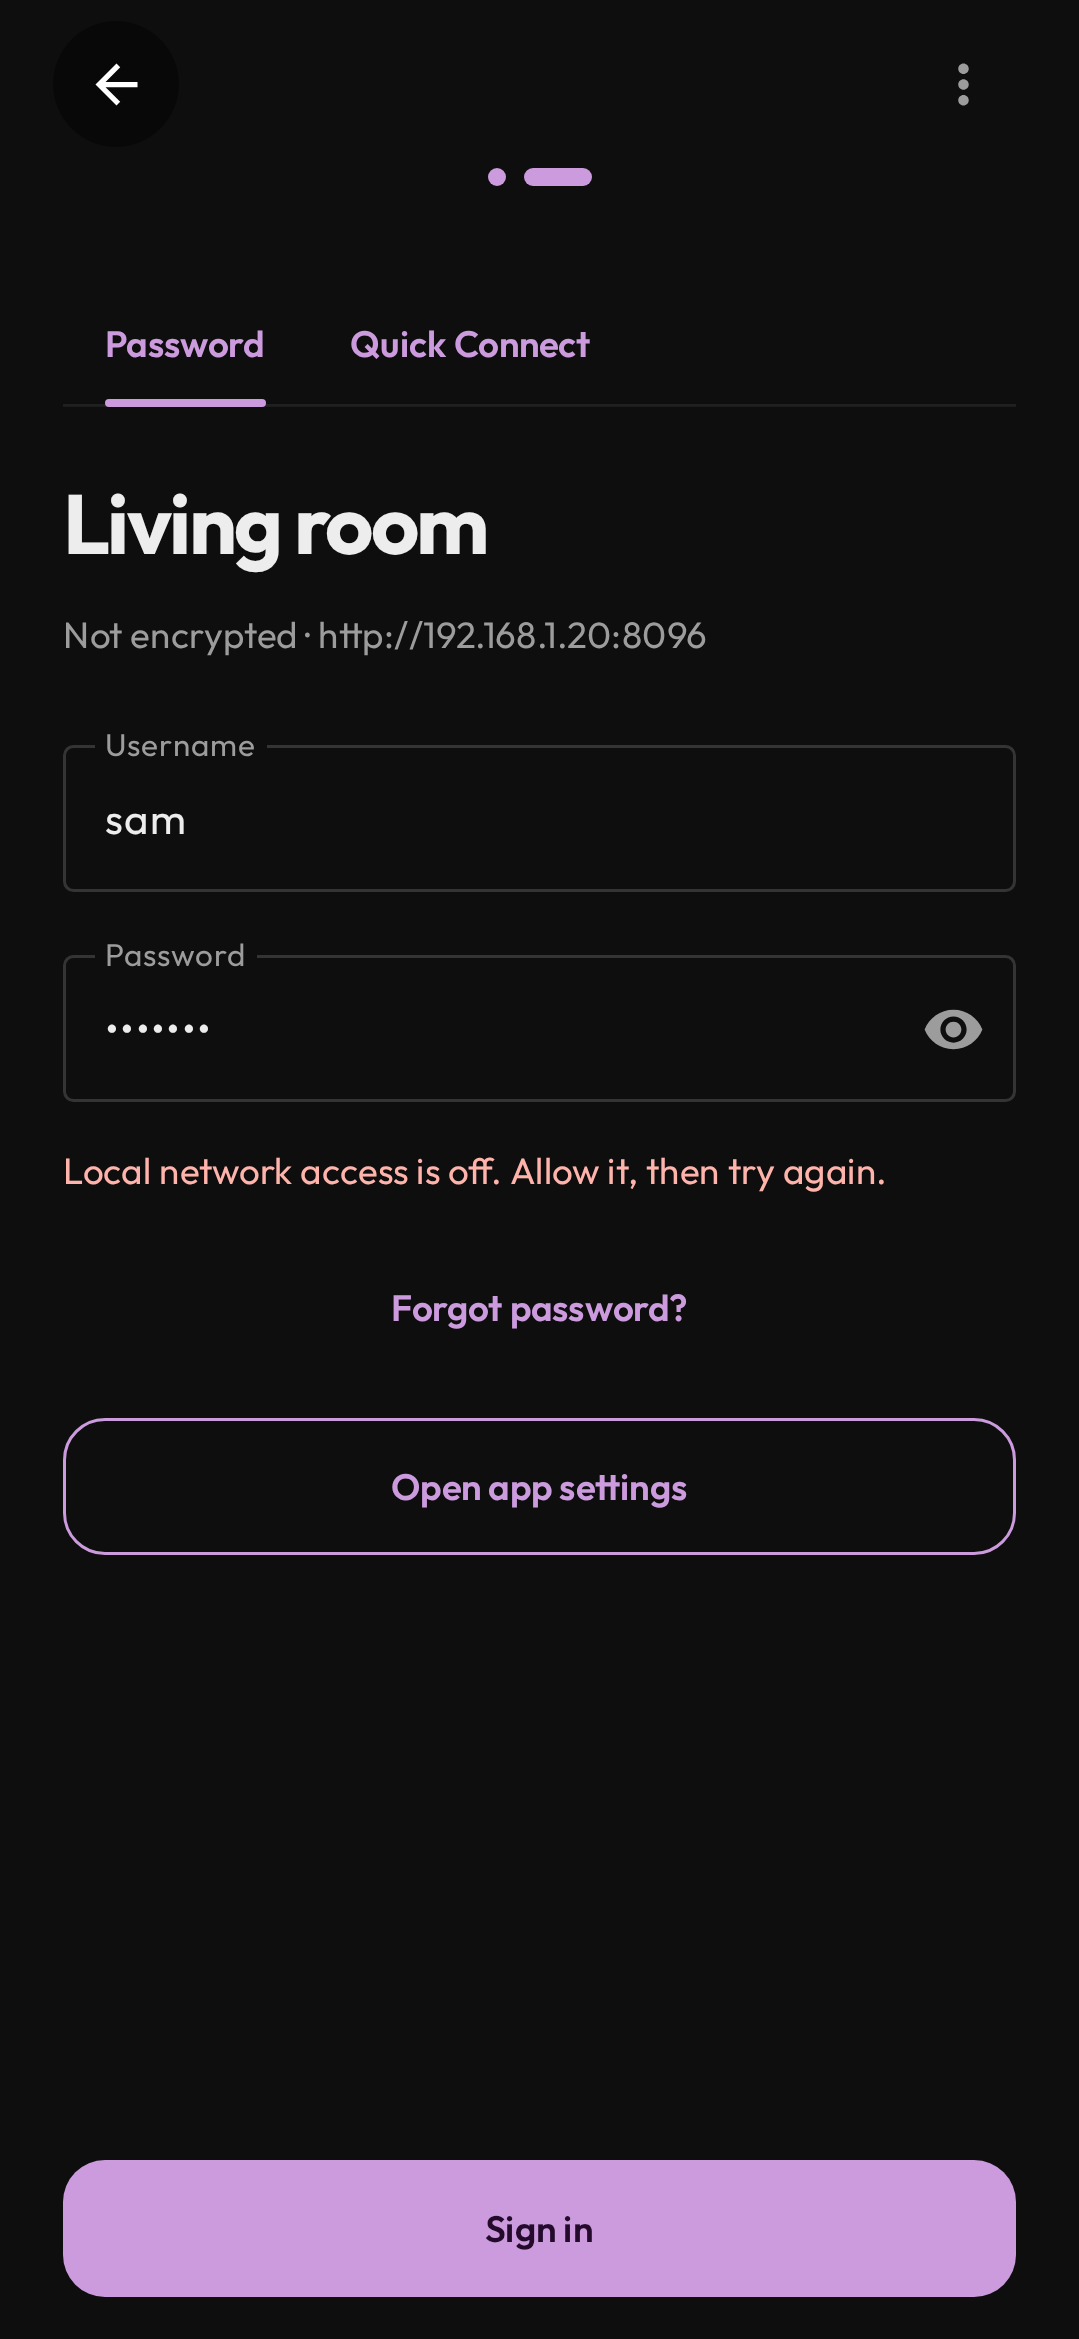 Password
Quick Connect
Living room
Not encrypted · http://192.168.1.20:8096
Username
sam
Password
•••••••
Local network access is off. Allow it, then try again.
Forgot password?
Open app settings
Sign in